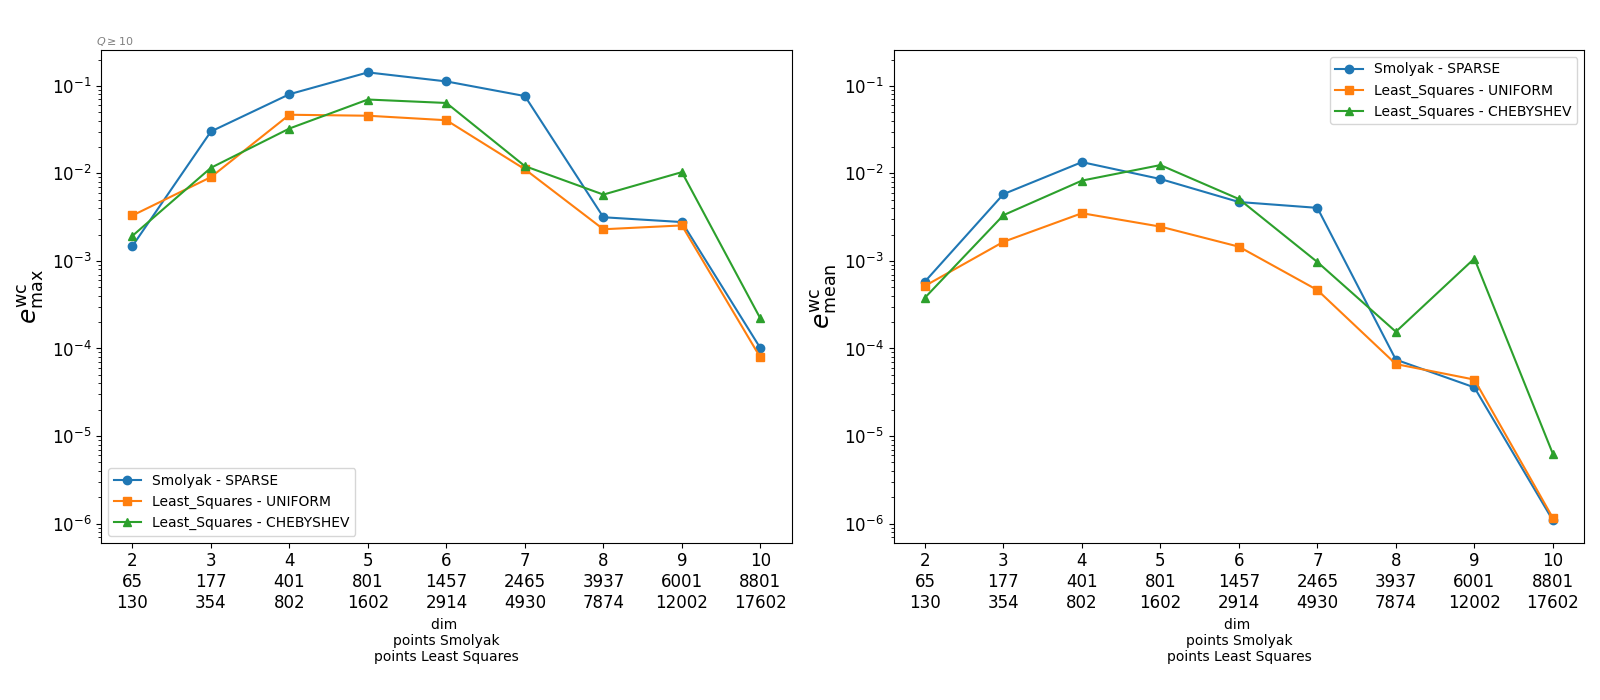 Q ≥ 10
10⁻¹
10⁻²
10⁻³
10⁻⁴
10⁻⁵
10⁻⁶
e^wc_max
Smolyak - SPARSE
Least_Squares - UNIFORM
Least_Squares - CHEBYSHEV
2 3 4 5 6 7 8 9 10
65 177 401 801 1457 2465 3937 6001 8801
130 354 802 1602 2914 4930 7874 12002 17602
dim
points Smolyak
points Least Squares
10⁻¹
10⁻²
10⁻³
10⁻⁴
10⁻⁵
10⁻⁶
e^wc_mean
Smolyak - SPARSE
Least_Squares - UNIFORM
Least_Squares - CHEBYSHEV
2 3 4 5 6 7 8 9 10
65 177 401 801 1457 2465 3937 6001 8801
130 354 802 1602 2914 4930 7874 12002 17602
dim
points Smolyak
points Least Squares